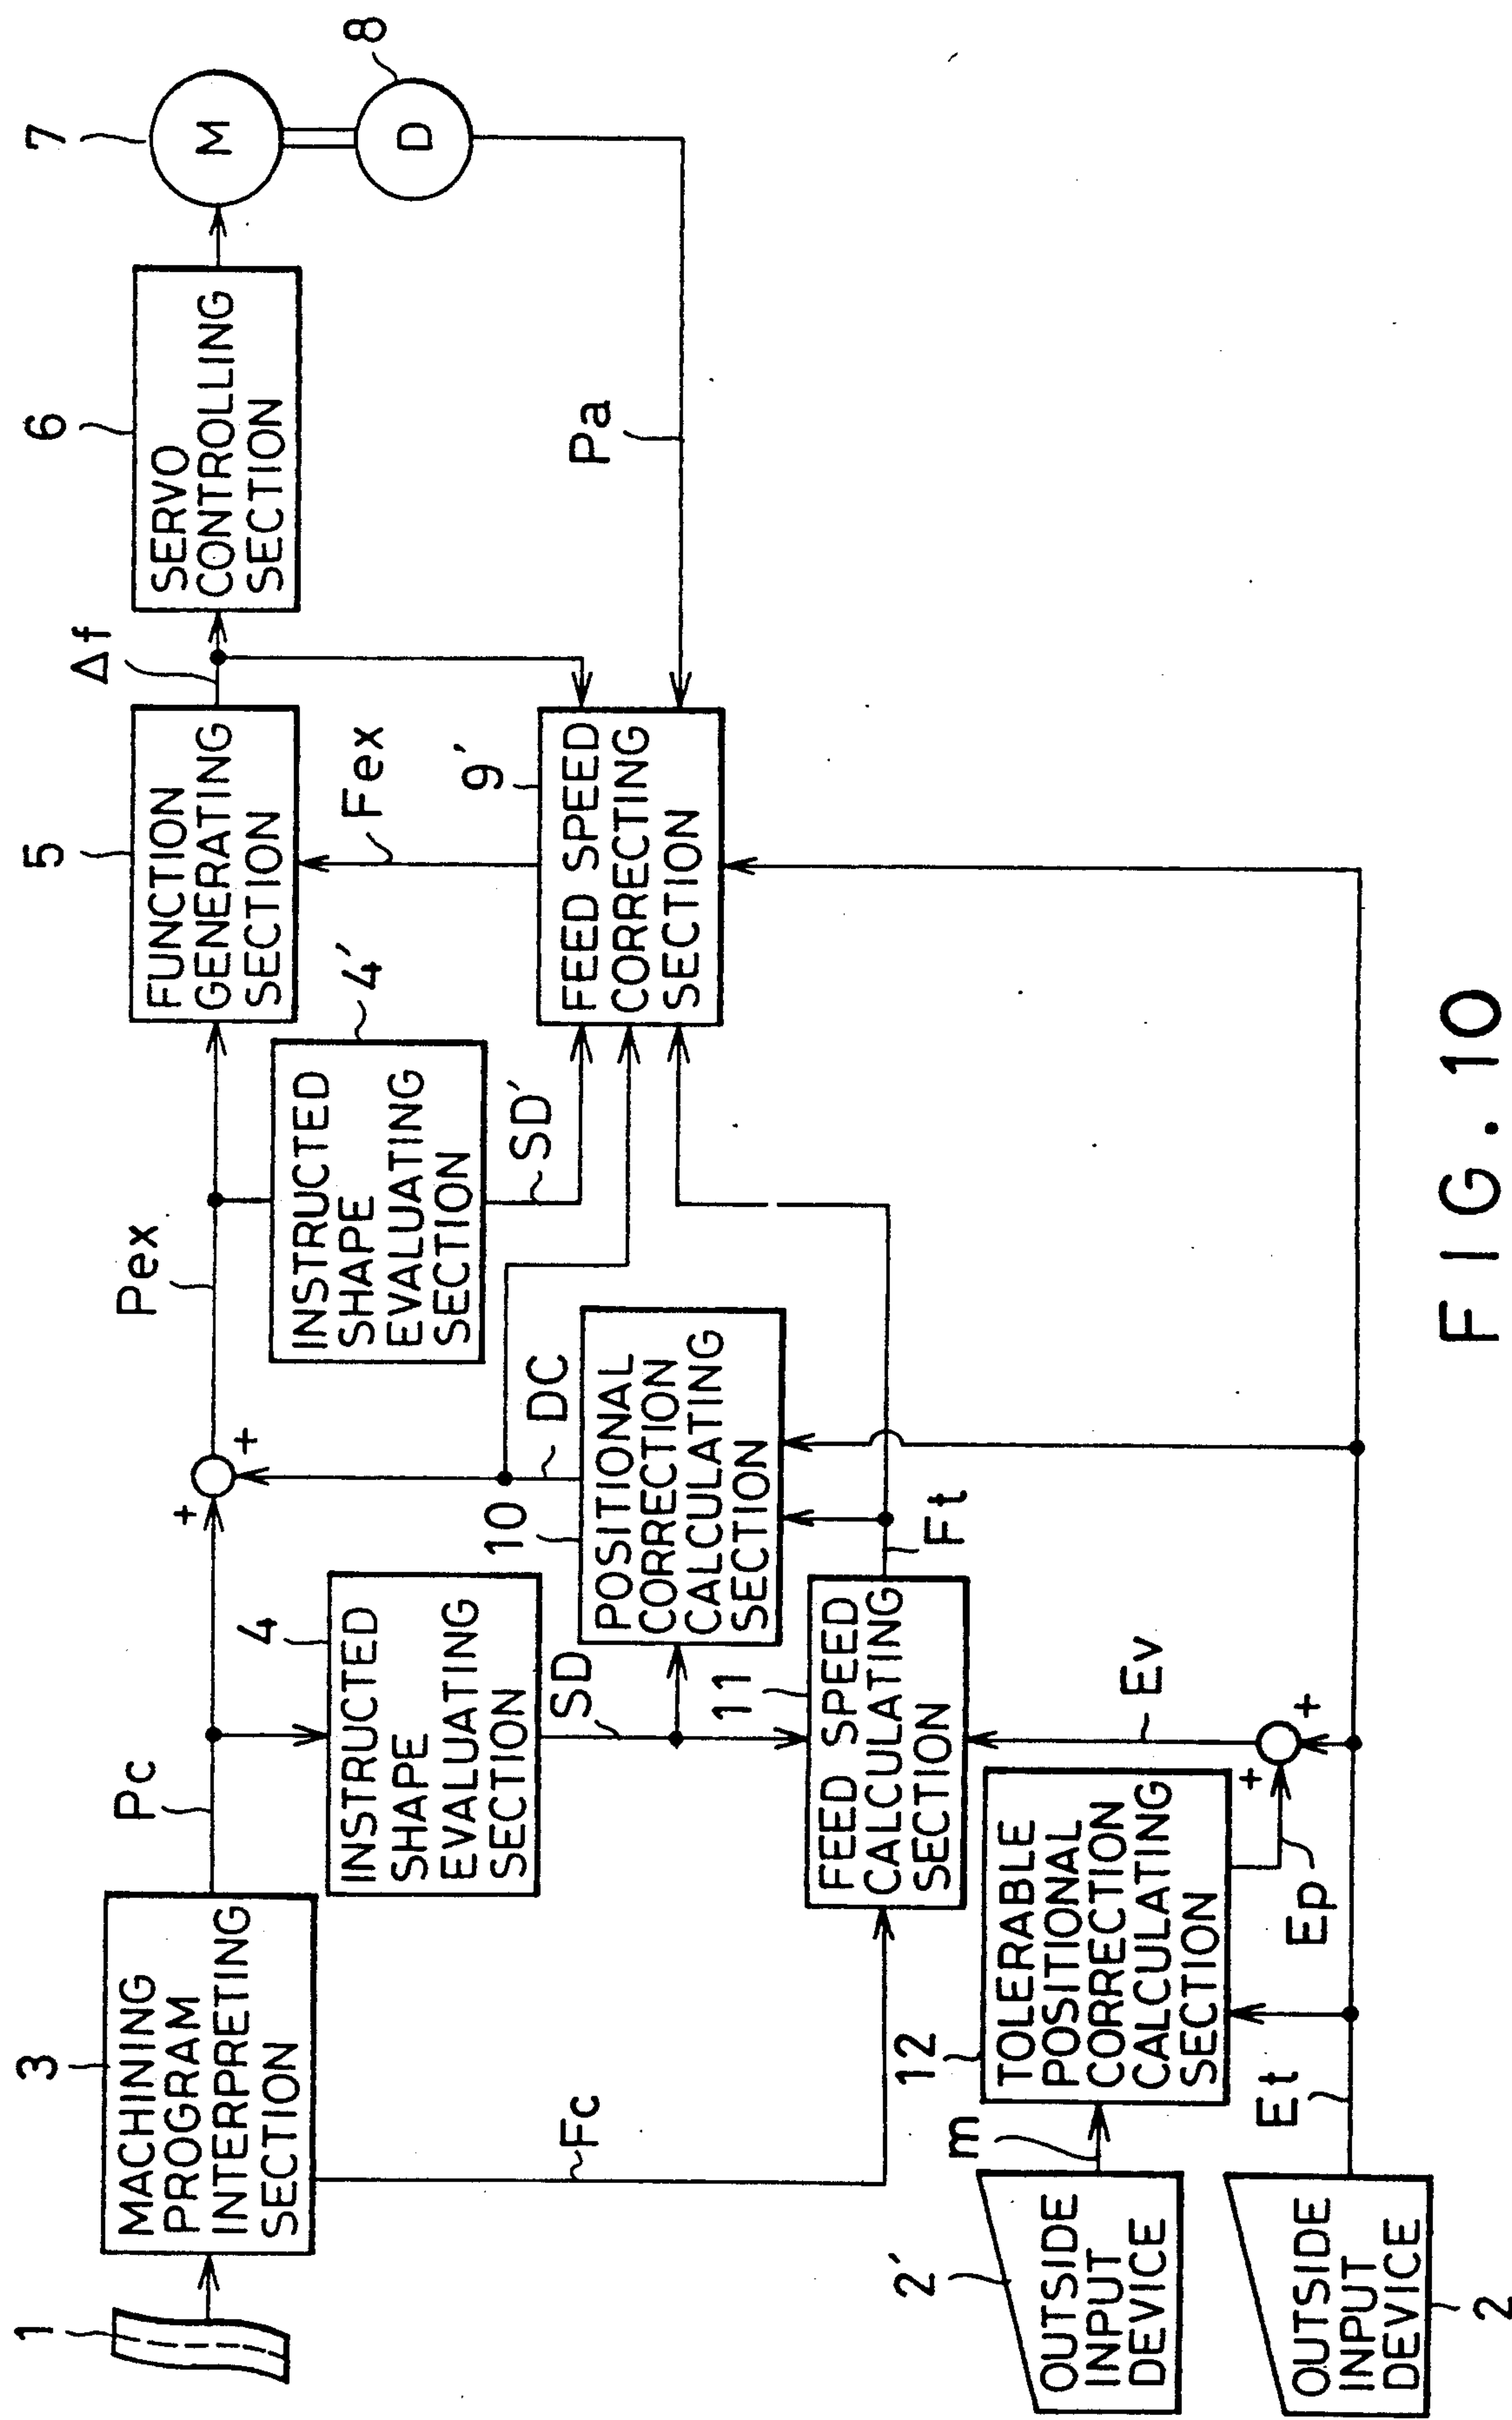 1
3
MACHINING
PROGRAM
INTERPRETING
SECTION
Pc
+
+
Pex
5
FUNCTION
GENERATING
SECTION
Δf
6
SERVO
CONTROLLING
SECTION
7
M
8
D
4
INSTRUCTED
SHAPE
EVALUATING
SECTION
SD
4'
INSTRUCTED
SHAPE
EVALUATING
SECTION
SD'
Fex
10
POSITIONAL
CORRECTION
CALCULATING
SECTION
DC
9'
FEED SPEED
CORRECTING
SECTION
Pa
Fc
11
FEED SPEED
CALCULATING
SECTION
Ft
2'
OUTSIDE
INPUT
DEVICE
m
12
TOLERABLE
POSITIONAL
CORRECTION
CALCULATING
SECTION
Ep
+
+
Ev
2
OUTSIDE
INPUT
DEVICE
Et
FIG. 10